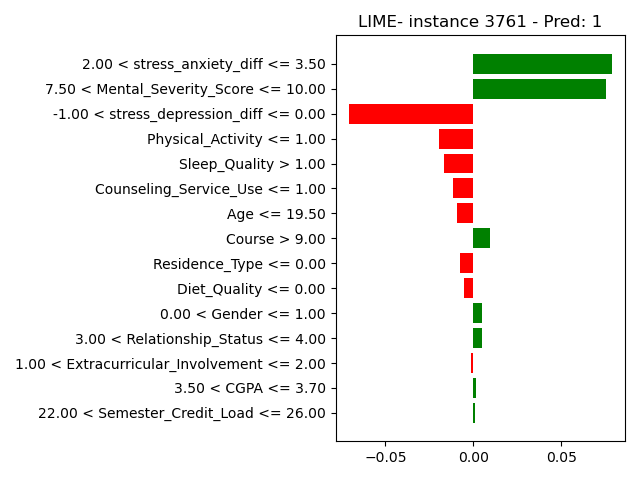 LIME- instance 3761 - Pred: 1
2.00 < stress_anxiety_diff <= 3.50
7.50 < Mental_Severity_Score <= 10.00
-1.00 < stress_depression_diff <= 0.00
Physical_Activity <= 1.00
Sleep_Quality > 1.00
Counseling_Service_Use <= 1.00
Age <= 19.50
Course > 9.00
Residence_Type <= 0.00
Diet_Quality <= 0.00
0.00 < Gender <= 1.00
3.00 < Relationship_Status <= 4.00
1.00 < Extracurricular_Involvement <= 2.00
3.50 < CGPA <= 3.70
22.00 < Semester_Credit_Load <= 26.00
−0.05 0.00 0.05